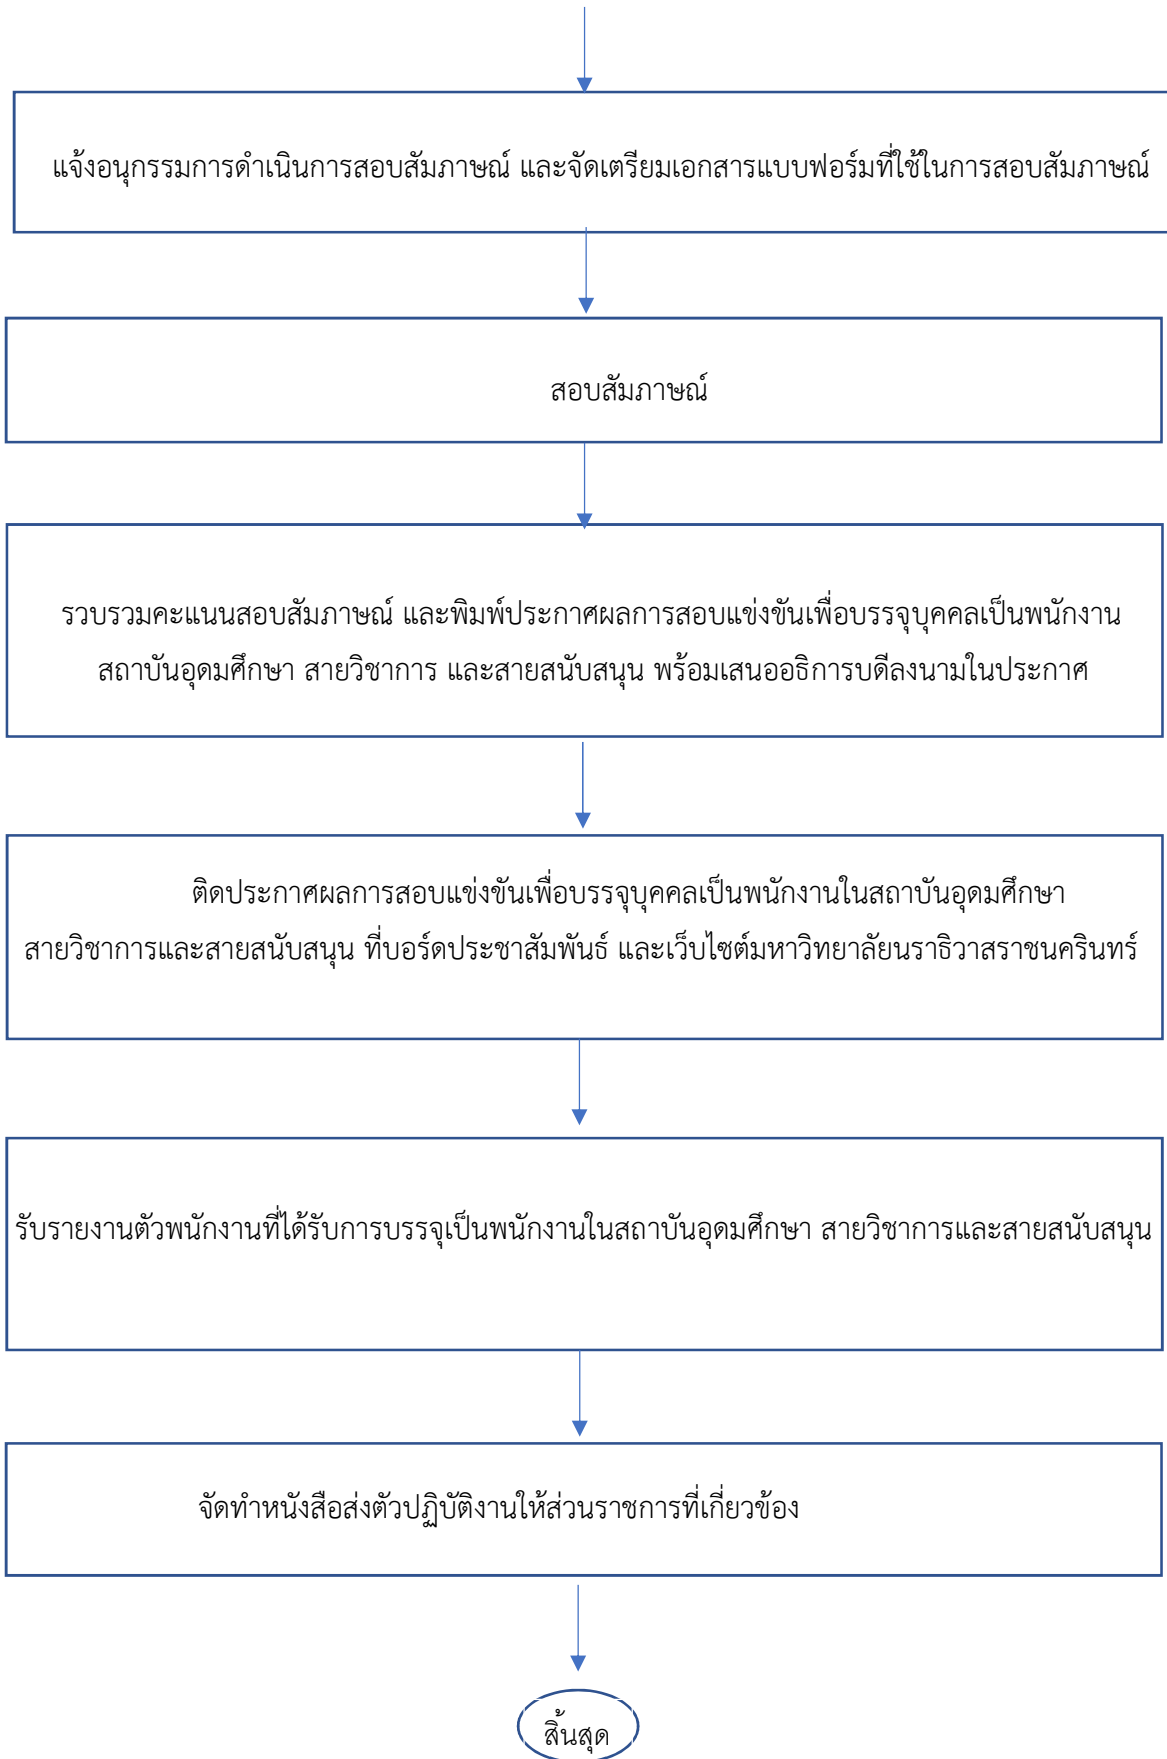 แจ้งอนุกรรมการดำเนินการสอบสัมภาษณ์ และจัดเตรียมเอกสารแบบฟอร์มที่ใช้ในการสอบสัมภาษณ์
สอบสัมภาษณ์
รวบรวมคะแนนสอบสัมภาษณ์ และพิมพ์ประกาศผลการสอบแข่งขันเพื่อบรรจุบุคคลเป็นพนักงาน
สถาบันอุดมศึกษา สายวิชาการ และสายสนับสนุน พร้อมเสนออธิการบดีลงนามในประกาศ
ติดประกาศผลการสอบแข่งขันเพื่อบรรจุบุคคลเป็นพนักงานในสถาบันอุดมศึกษา
สายวิชาการและสายสนับสนุน ที่บอร์ดประชาสัมพันธ์ และเว็บไซต์มหาวิทยาลัยนราธิวาสราชนครินทร์
รับรายงานตัวพนักงานที่ได้รับการบรรจุเป็นพนักงานในสถาบันอุดมศึกษา สายวิชาการและสายสนับสนุน
จัดทำหนังสือส่งตัวปฏิบัติงานให้ส่วนราชการที่เกี่ยวข้อง
สิ้นสุด